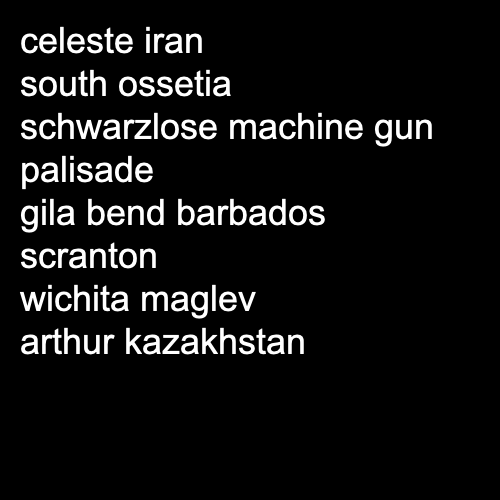 celeste iran
south ossetia
schwarzlose machine gun
palisade
gila bend barbados
scranton
wichita maglev
arthur kazakhstan